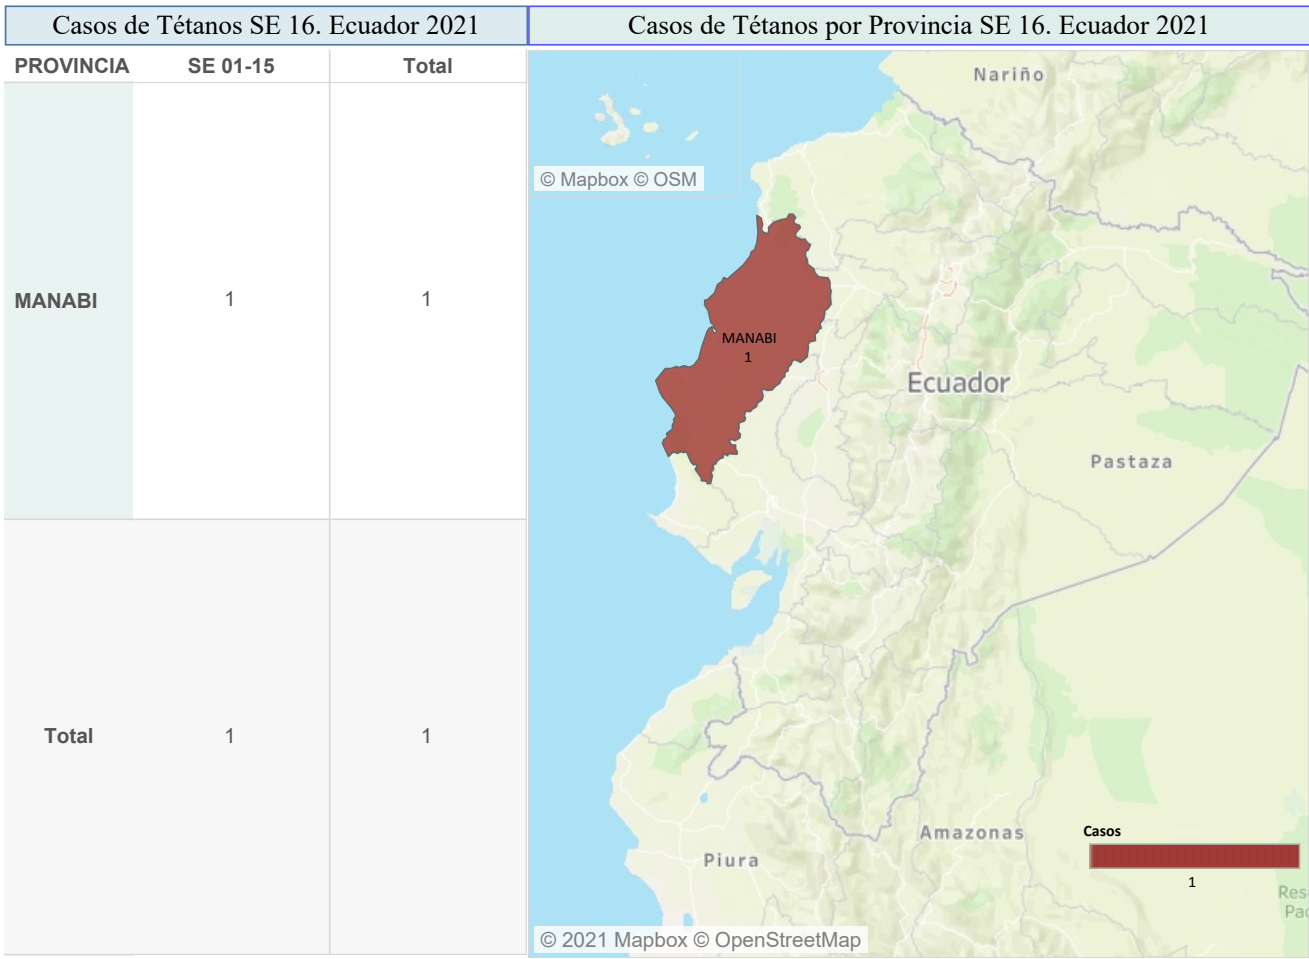 Casos de Tétanos SE 16. Ecuador 2021
PROVINCIA SE 01-15 Total
MANABI 1 1
Total 1 1
Casos de Tétanos por Provincia SE 16. Ecuador 2021
Nariño
© Mapbox © OSM
MANABI
1
Ecuador
Pastaza
Amazonas
Piura
Casos
1
Res
Pac
© 2021 Mapbox © OpenStreetMap